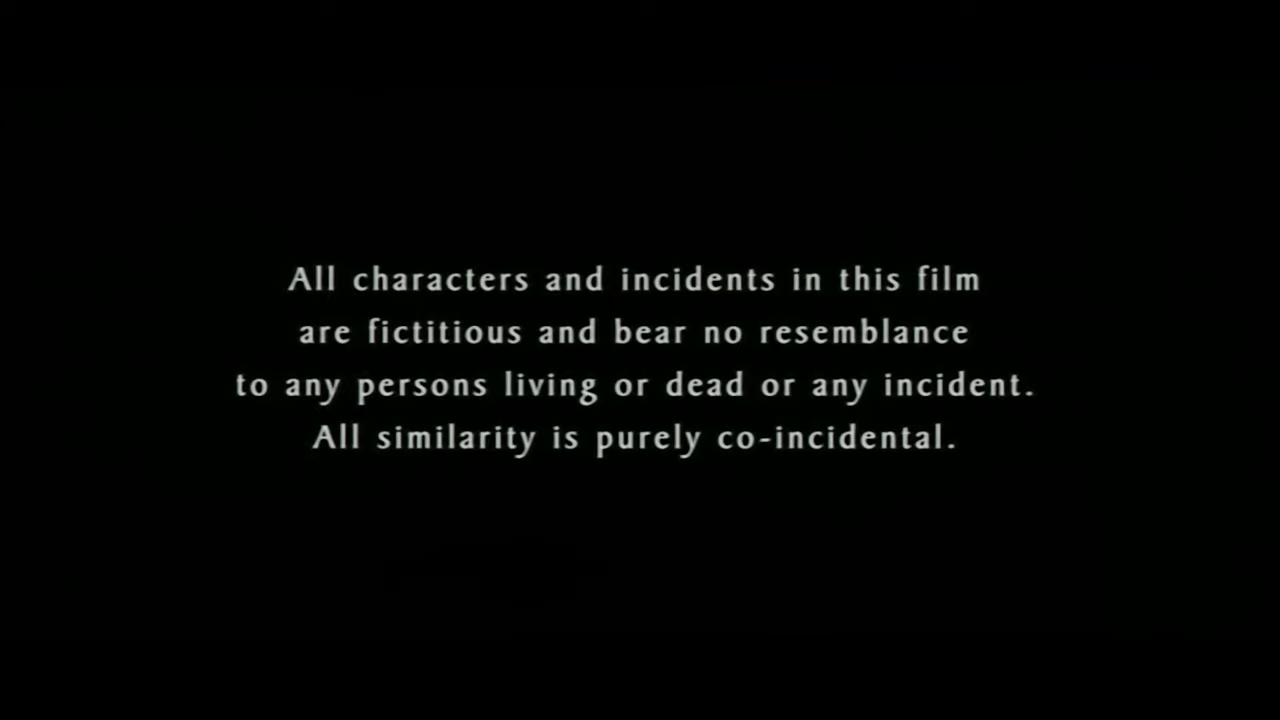 All characters and incidents in this film
are fictitious and bear no resemblance
to any persons living or dead or any incident.
All similarity is purely co-incidental.